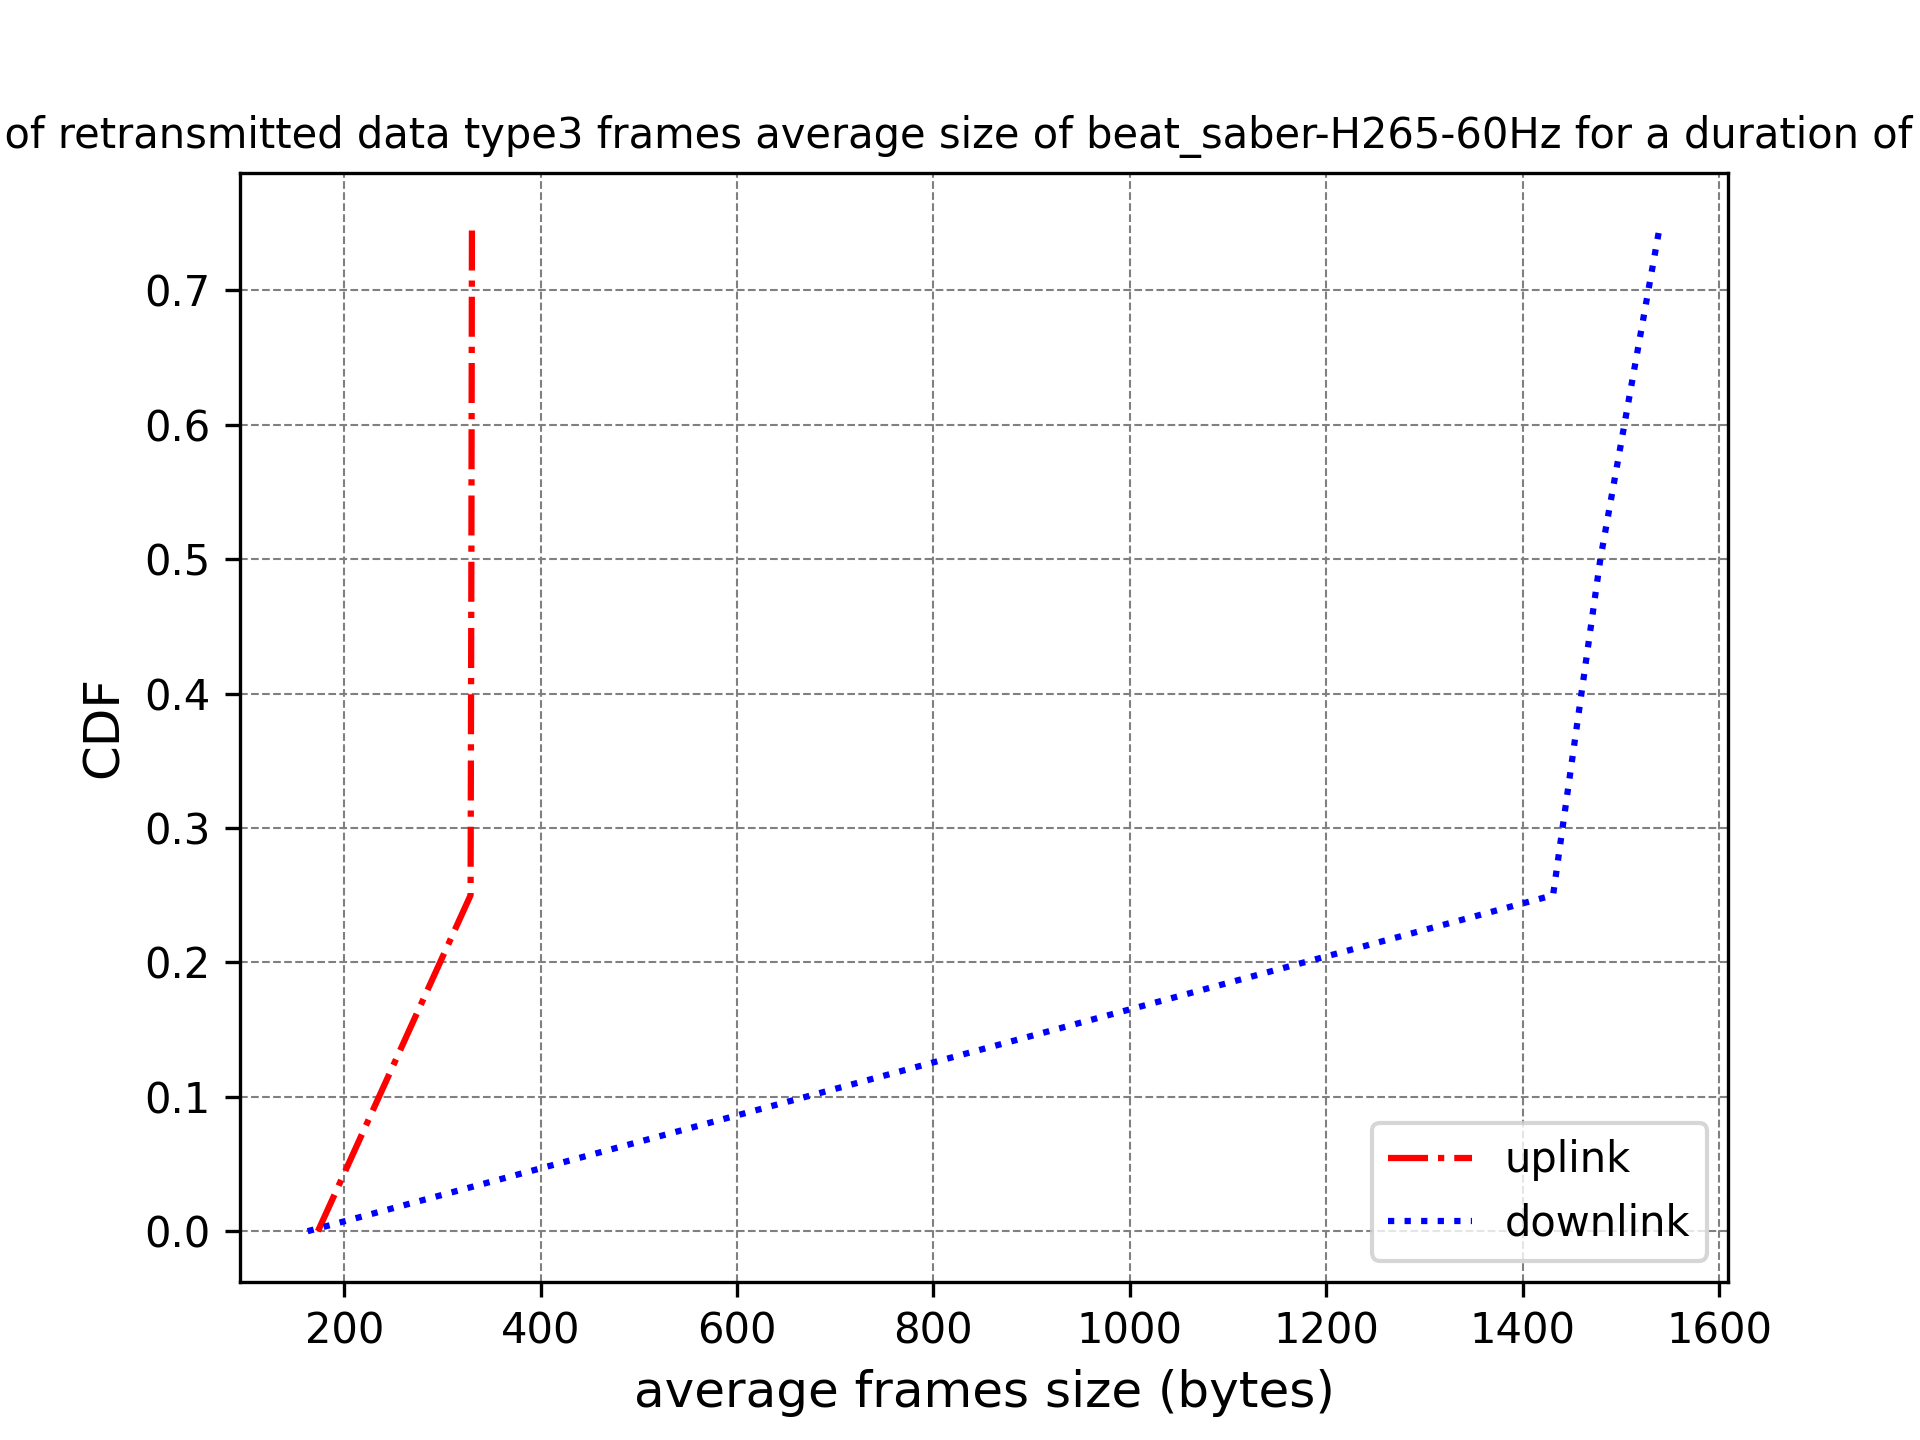 of retransmitted data type3 frames average size of beat_saber-H265-60Hz for a duration of
0.7
0.6
0.5
0.4
0.3
0.2
0.1
0.0
CDF
uplink
downlink
200 400 600 800 1000 1200 1400 1600
average frames size (bytes)